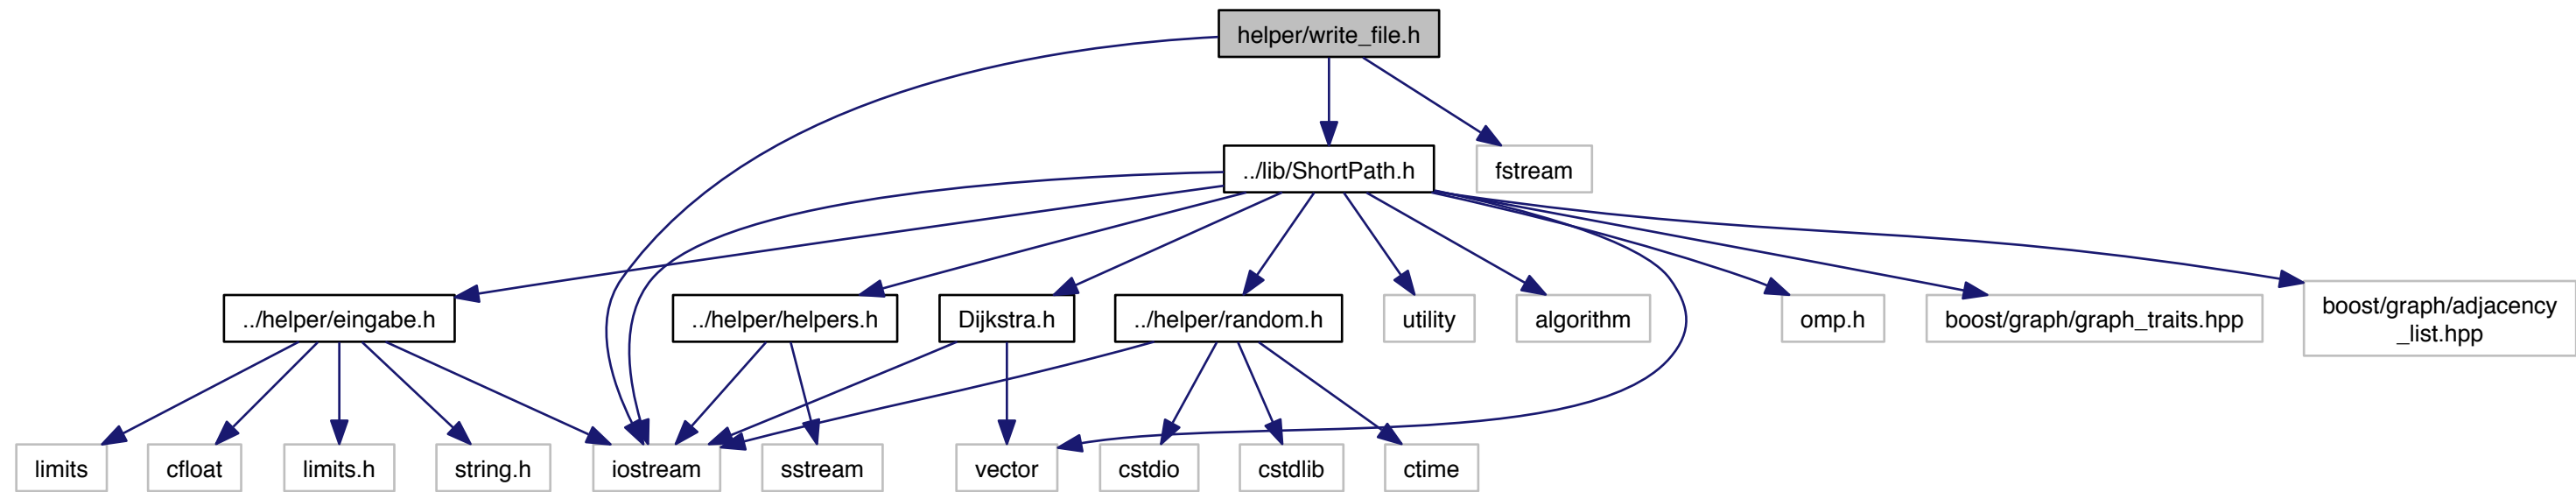 helper/write_file.h
../lib/ShortPath.h
fstream
../helper/eingabe.h
../helper/helpers.h
Dijkstra.h
../helper/random.h
utility
algorithm
omp.h
boost/graph/graph_traits.hpp
boost/graph/adjacency
_list.hpp
limits
cfloat
limits.h
string.h
iostream
sstream
vector
cstdio
cstdlib
ctime